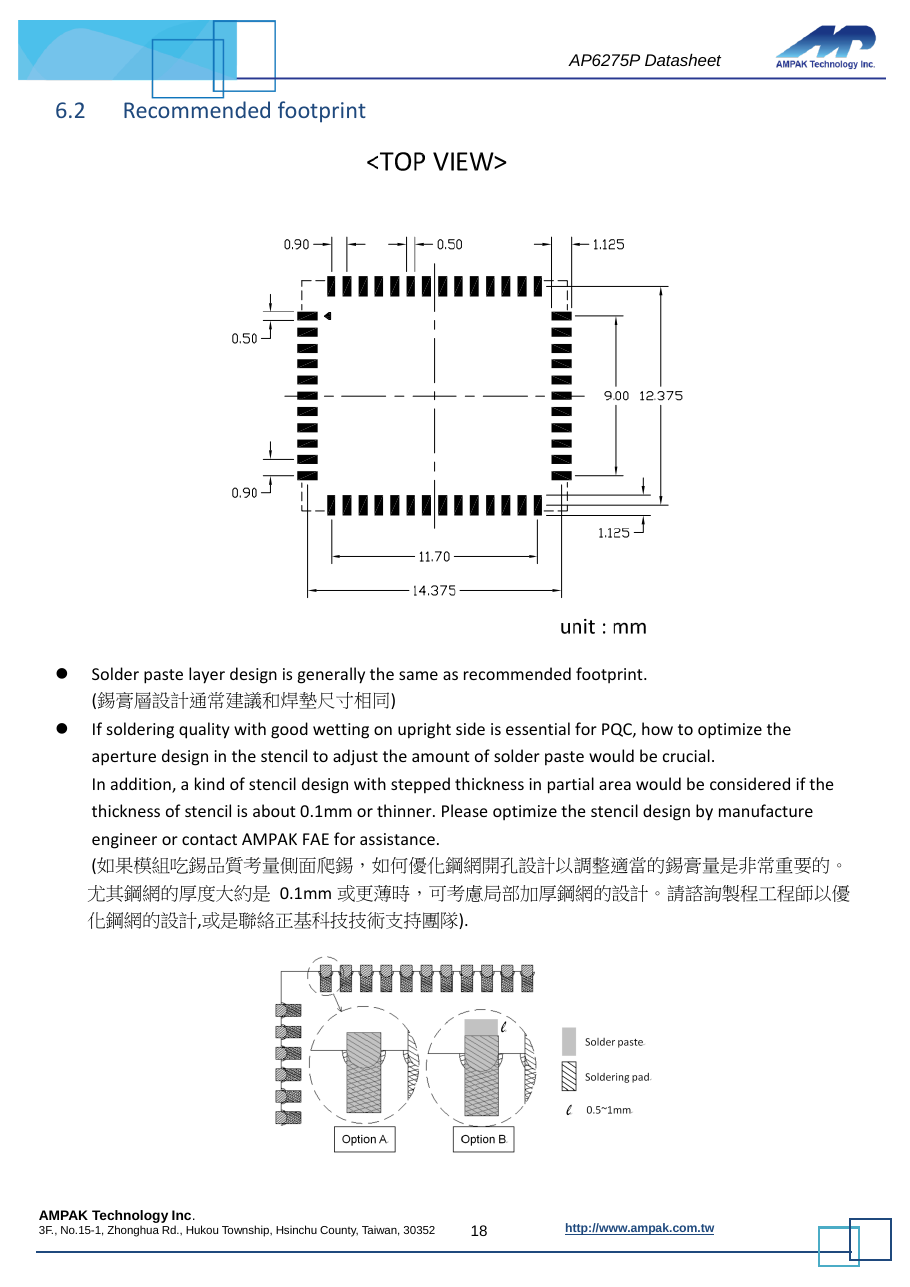 AP6275P Datasheet
AMPAK Technology Inc.
6.2 Recommended footprint
<TOP VIEW>
0.90
0.50
1.125
0.50
9.00
12.375
0.90
1.125
11.70
14.375
unit : mm
● Solder paste layer design is generally the same as recommended footprint.
(錫膏層設計通常建議和焊墊尺寸相同)
● If soldering quality with good wetting on upright side is essential for PQC, how to optimize the
aperture design in the stencil to adjust the amount of solder paste would be crucial.
In addition, a kind of stencil design with stepped thickness in partial area would be considered if the
thickness of stencil is about 0.1mm or thinner. Please optimize the stencil design by manufacture
engineer or contact AMPAK FAE for assistance.
(如果模組吃錫品質考量側面爬錫，如何優化鋼網開孔設計以調整適當的錫膏量是非常重要的。
尤其鋼網的厚度大約是 0.1mm 或更薄時，可考慮局部加厚鋼網的設計。請諮詢製程工程師以優
化鋼網的設計,或是聯絡正基科技技術支持團隊).
ℓ
Solder paste
Soldering pad
ℓ 0.5~1mm
Option A
Option B
AMPAK Technology Inc.
3F., No.15-1, Zhonghua Rd., Hukou Township, Hsinchu County, Taiwan, 30352
18
http://www.ampak.com.tw